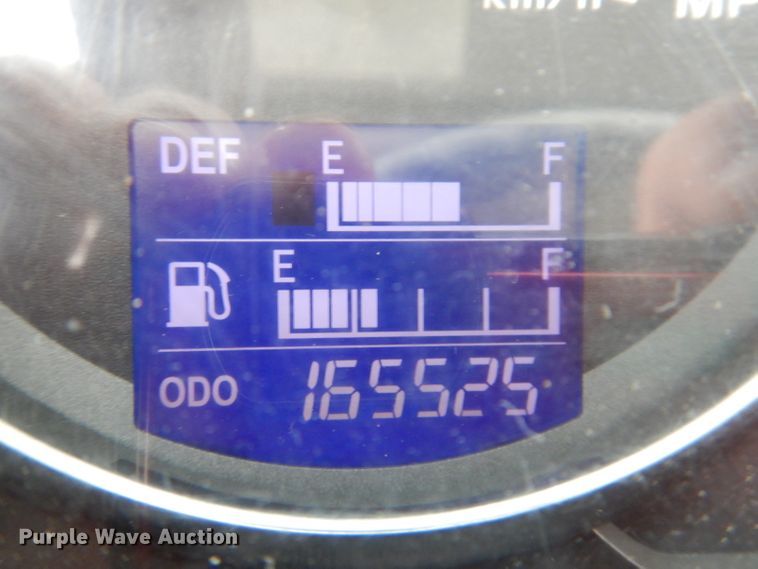 DEF E F
E F
ODO 165525
Purple Wave Auction